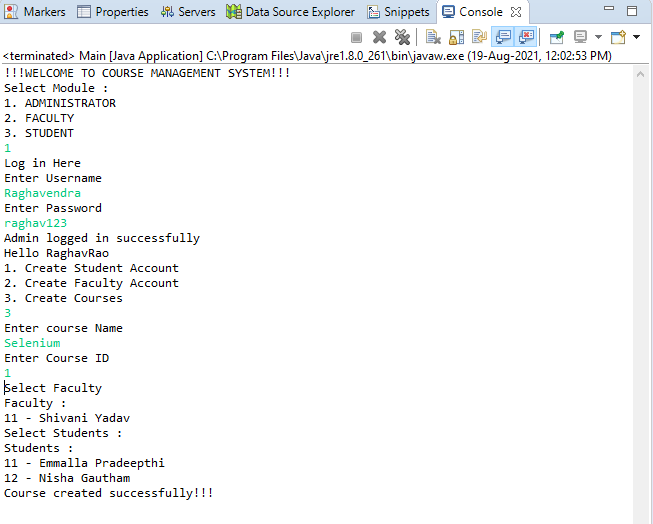 Markers Properties Servers Data Source Explorer Snippets Console
<terminated> Main [Java Application] C:\Program Files\Java\jre1.8.0_261\bin\javaw.exe (19-Aug-2021, 12:02:53 PM)
!!!WELCOME TO COURSE MANAGEMENT SYSTEM!!!
Select Module :
1. ADMINISTRATOR
2. FACULTY
3. STUDENT
1
Log in Here
Enter Username
Raghavendra
Enter Password
raghav123
Admin logged in successfully
Hello RaghavRao
1. Create Student Account
2. Create Faculty Account
3. Create Courses
3
Enter course Name
Selenium
Enter Course ID
1
Select Faculty
Faculty :
11 - Shivani Yadav
Select Students :
Students :
11 - Emmalla Pradeepthi
12 - Nisha Gautham
Course created successfully!!!